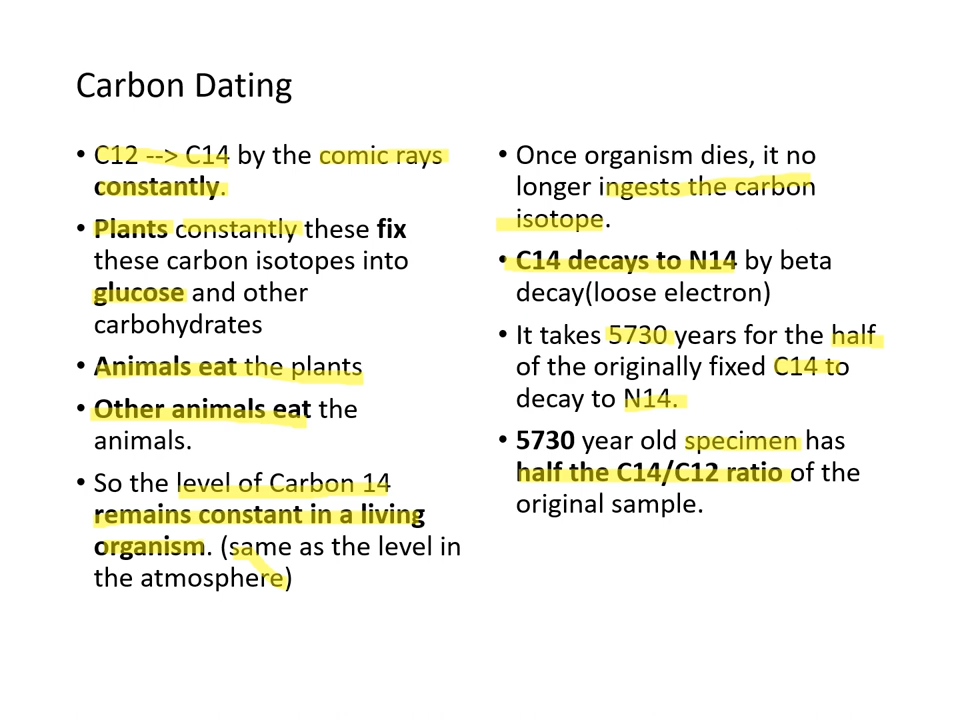 Carbon Dating
• C12 --> C14 by the comic rays
constantly.
• Plants constantly these fix
these carbon isotopes into
glucose and other
carbohydrates
• Animals eat the plants
• Other animals eat the
animals.
• So the level of Carbon 14
remains constant in a living
organism. (same as the level in
the atmosphere)
• Once organism dies, it no
longer ingests the carbon
isotope.
• C14 decays to N14 by beta
decay(loose electron)
• It takes 5730 years for the half
of the originally fixed C14 to
decay to N14.
• 5730 year old specimen has
half the C14/C12 ratio of the
original sample.